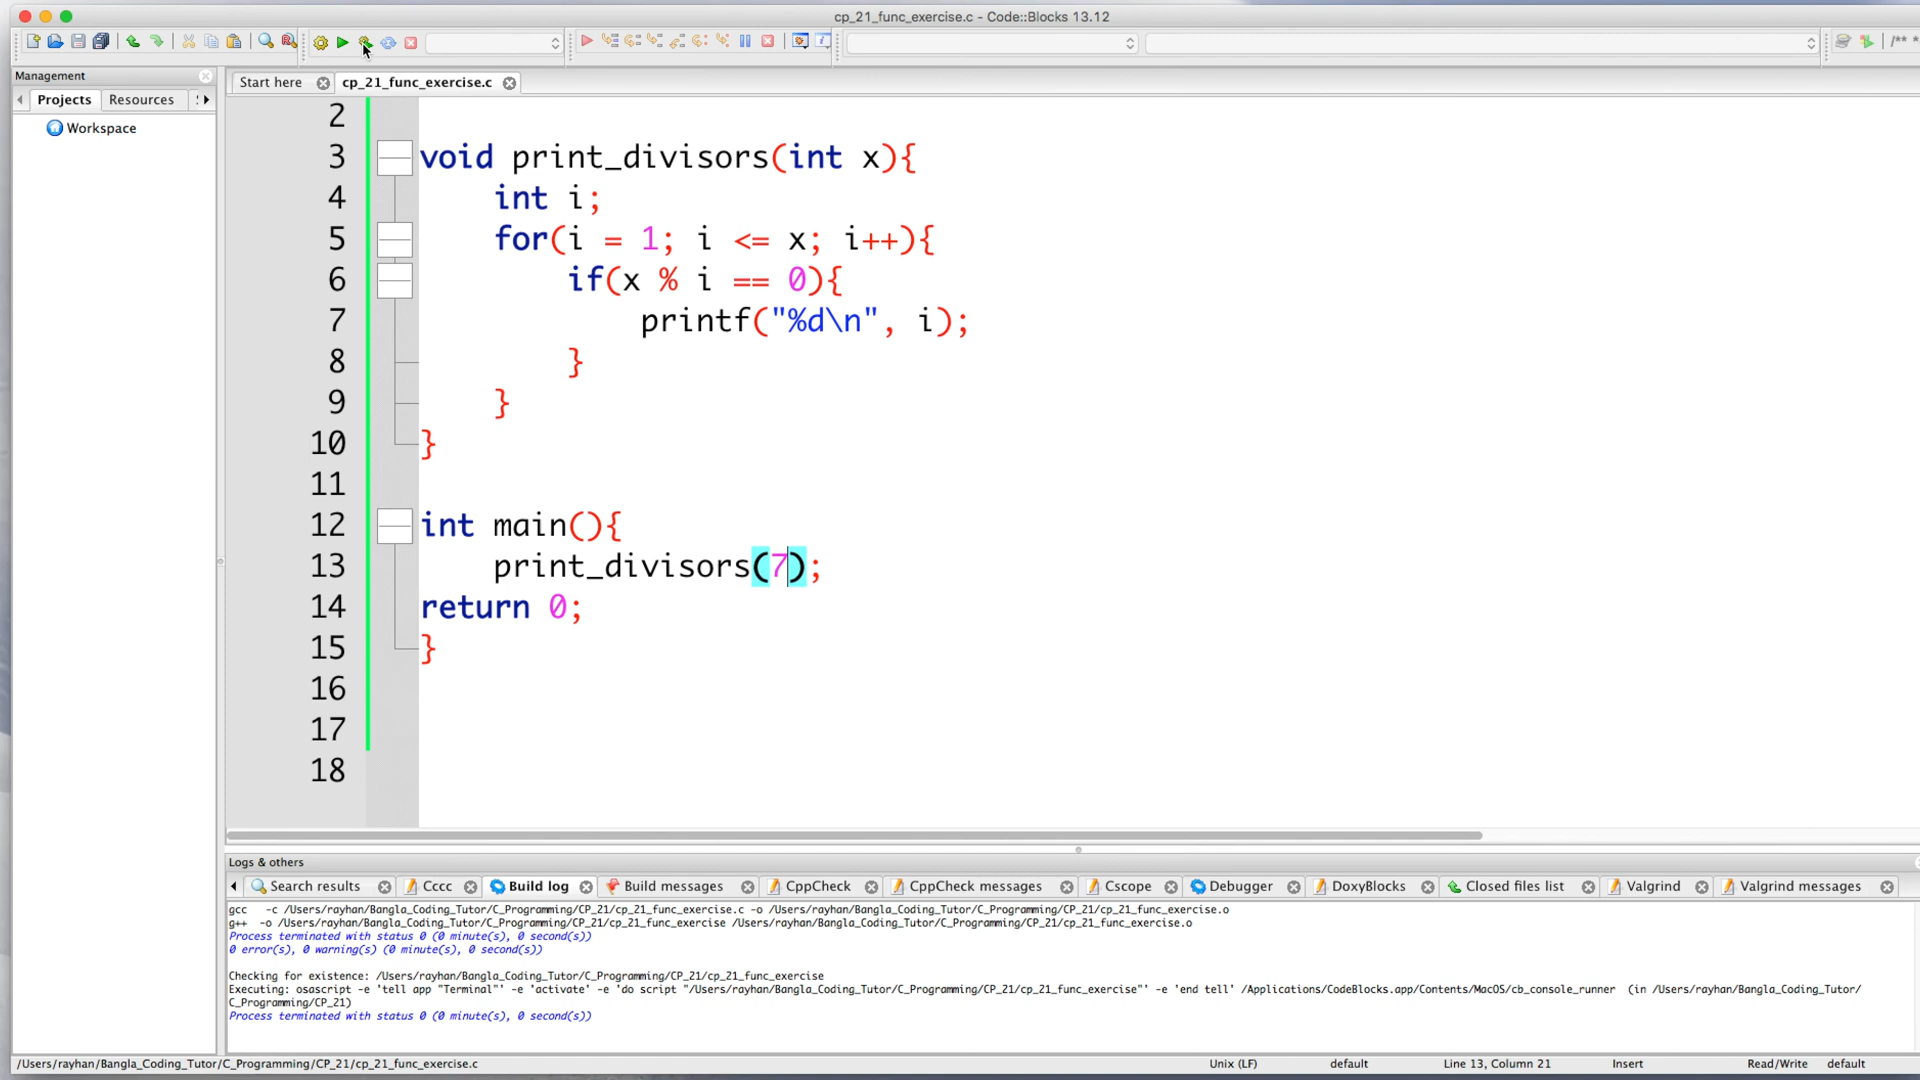 cp_21_func_exercise.c - Code::Blocks 13.12
/**
Management
Start here
cp_21_func_exercise.c
Projects
Resources
Workspace
2
3 void print_divisors(int x){
4 int i;
5 for(i = 1; i <= x; i++){
6 if(x % i == 0){
7 printf("%d\n", i);
8 }
9 }
10 }
11
12 int main(){
13 print_divisors(7);
14 return 0;
15 }
16
17
18
Logs & others
Search results
Cccc
Build log
Build messages
CppCheck
CppCheck messages
Cscope
Debugger
DoxyBlocks
Closed files list
Valgrind
Valgrind messages
gcc -c /Users/rayhan/Bangla_Coding_Tutor/C_Programming/CP_21/cp_21_func_exercise.c -o /Users/rayhan/Bangla_Coding_Tutor/C_Programming/CP_21/cp_21_func_exercise.o
g++ -o /Users/rayhan/Bangla_Coding_Tutor/C_Programming/CP_21/cp_21_func_exercise /Users/rayhan/Bangla_Coding_Tutor/C_Programming/CP_21/cp_21_func_exercise.o
Process terminated with status 0 (0 minute(s), 0 second(s))
0 error(s), 0 warning(s) (0 minute(s), 0 second(s))
Checking for existence: /Users/rayhan/Bangla_Coding_Tutor/C_Programming/CP_21/cp_21_func_exercise
Executing: osascript -e 'tell app "Terminal"' -e 'activate' -e 'do script "/Users/rayhan/Bangla_Coding_Tutor/C_Programming/CP_21/cp_21_func_exercise"' -e 'end tell' /Applications/CodeBlocks.app/Contents/MacOS/cb_console_runner (in /Users/rayhan/Bangla_Coding_Tutor/
C_Programming/CP_21)
Process terminated with status 0 (0 minute(s), 0 second(s))
/Users/rayhan/Bangla_Coding_Tutor/C_Programming/CP_21/cp_21_func_exercise.c
Unix (LF)
default
Line 13, Column 21
Insert
Read/Write
default